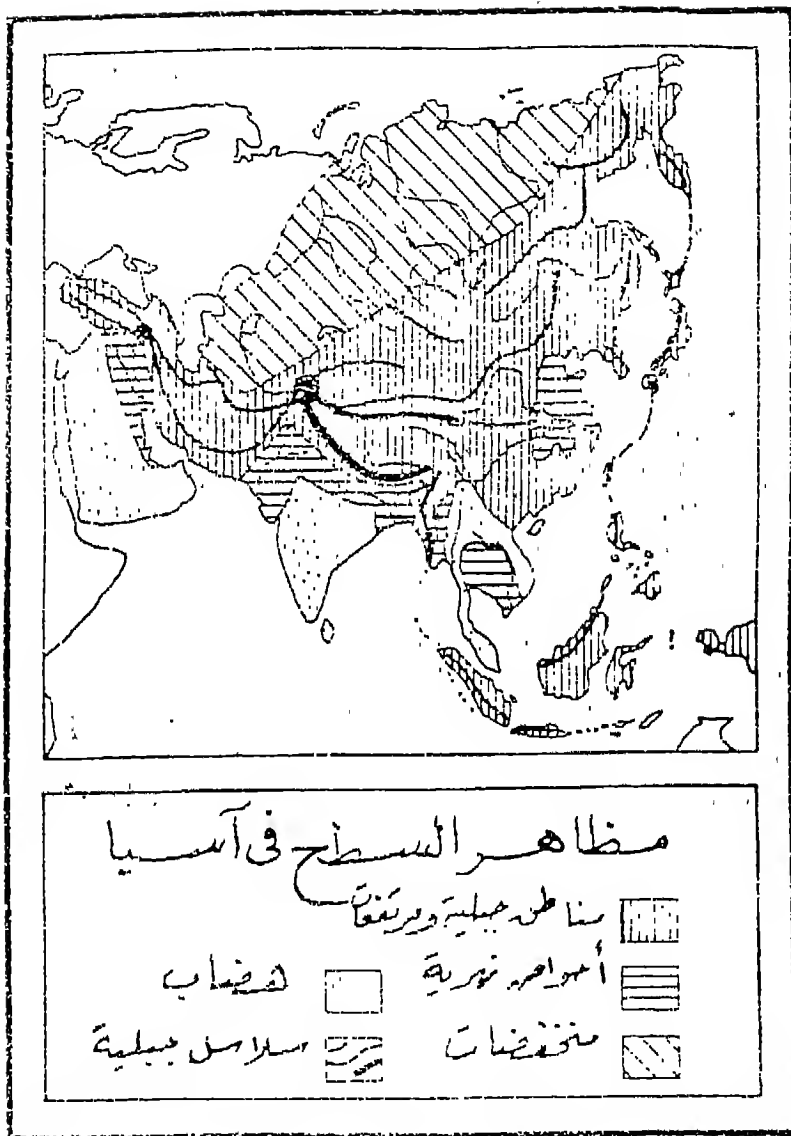 مظاهر السطح في آسيا
مناطق جبلية ومرتفعات
أحواض نهرية
هضاب
منخفضات
سلاسل جبلية